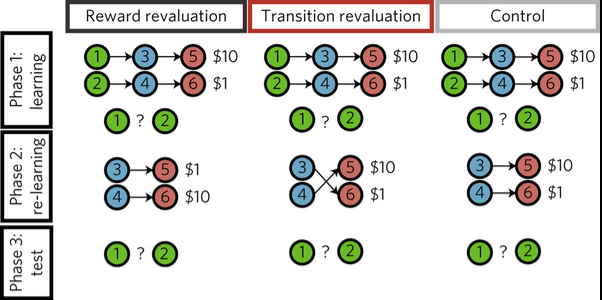 Reward revaluation Transition revaluation Control
Phase 1:
learning
1 3 5 $10 1 3 5 $10 1 3 5 $10
2 4 6 $1 2 4 6 $1 2 4 6 $1
1 ? 2 1 ? 2 1 ? 2
Phase 2:
re-learning
3 5 $1 3 5 $10 3 5 $10
4 6 $10 4 6 $1 4 6 $1
Phase 3:
test
1 ? 2 1 ? 2 1 ? 2